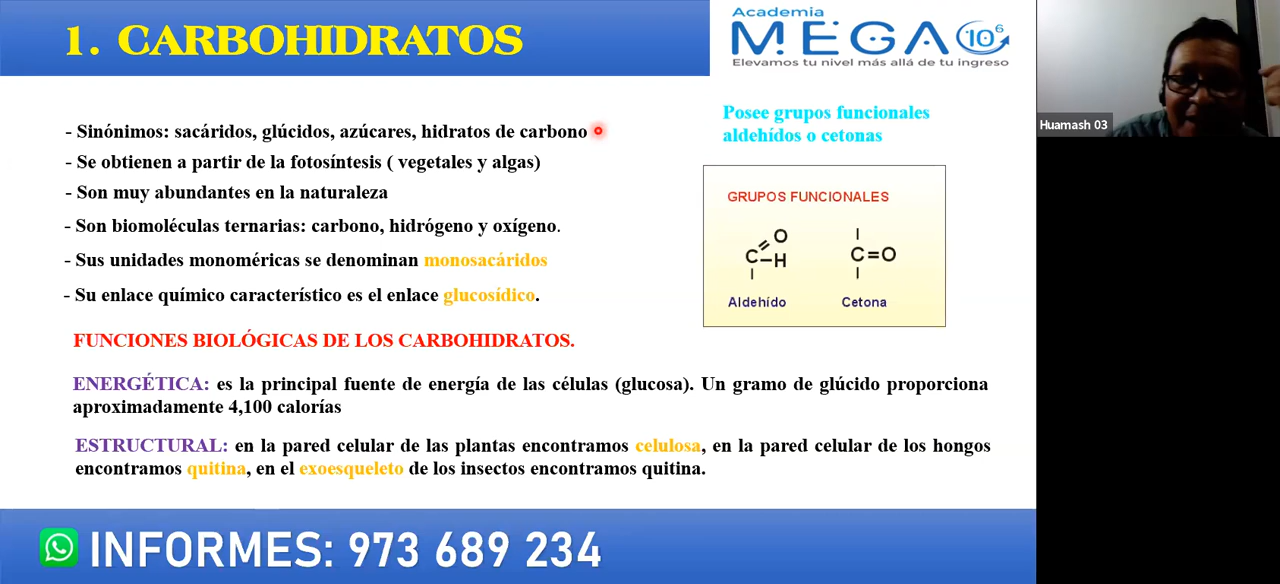 1. CARBOHIDRATOS
Academia
MEGA 10⁶
Elevamos tu nivel más allá de tu ingreso
Huamash 03
- Sinónimos: sacáridos, glúcidos, azúcares, hidratos de carbono
- Se obtienen a partir de la fotosíntesis ( vegetales y algas)
- Son muy abundantes en la naturaleza
- Son biomoléculas ternarias: carbono, hidrógeno y oxígeno.
- Sus unidades monoméricas se denominan monosacáridos
- Su enlace químico característico es el enlace glucosídico.
Posee grupos funcionales
aldehídos o cetonas
GRUPOS FUNCIONALES
O
C–H
C=O
Aldehído Cetona
FUNCIONES BIOLÓGICAS DE LOS CARBOHIDRATOS.
ENERGÉTICA: es la principal fuente de energía de las células (glucosa). Un gramo de glúcido proporciona
aproximadamente 4,100 calorías
ESTRUCTURAL: en la pared celular de las plantas encontramos celulosa, en la pared celular de los hongos
encontramos quitina, en el exoesqueleto de los insectos encontramos quitina.
INFORMES: 973 689 234